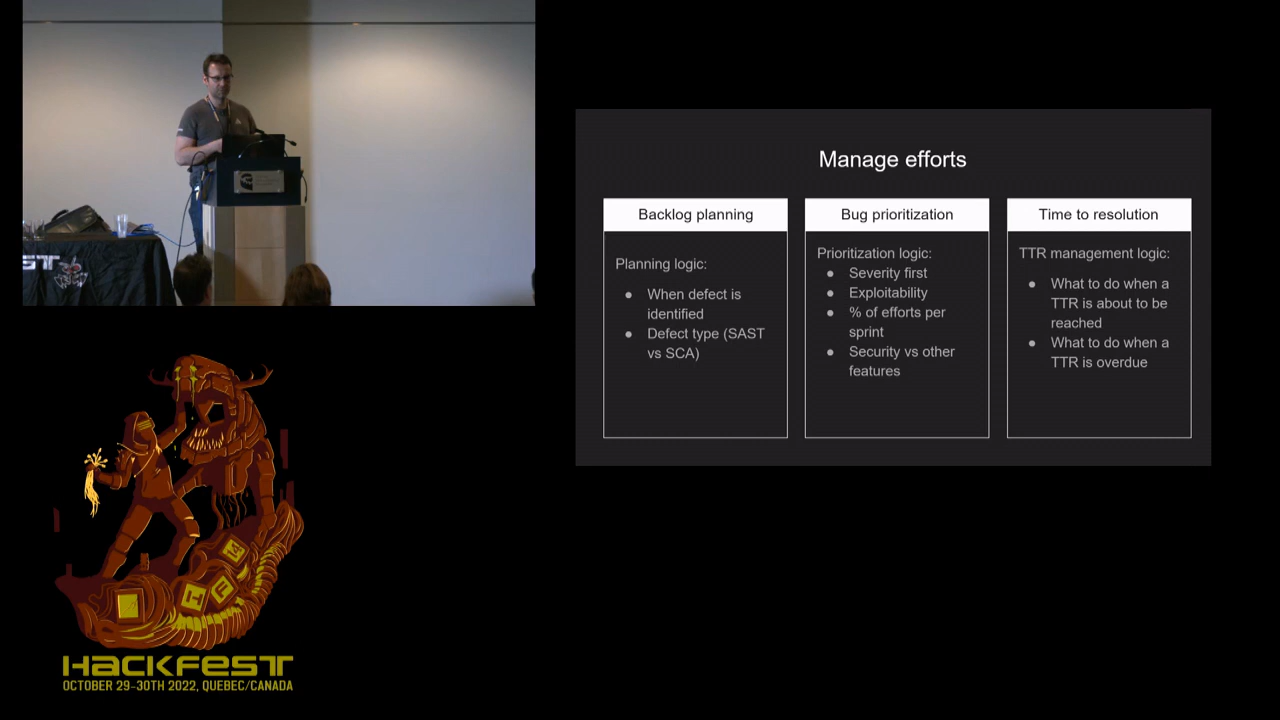 Manage efforts
Backlog planning
Planning logic:
● When defect is
identified
● Defect type (SAST
vs SCA)
Bug prioritization
Prioritization logic:
● Severity first
● Exploitability
● % of efforts per
sprint
● Security vs other
features
Time to resolution
TTR management logic:
● What to do when a
TTR is about to be
reached
● What to do when a
TTR is overdue
ST
HACKFEST
OCTOBER 29-30TH 2022, QUEBEC/CANADA